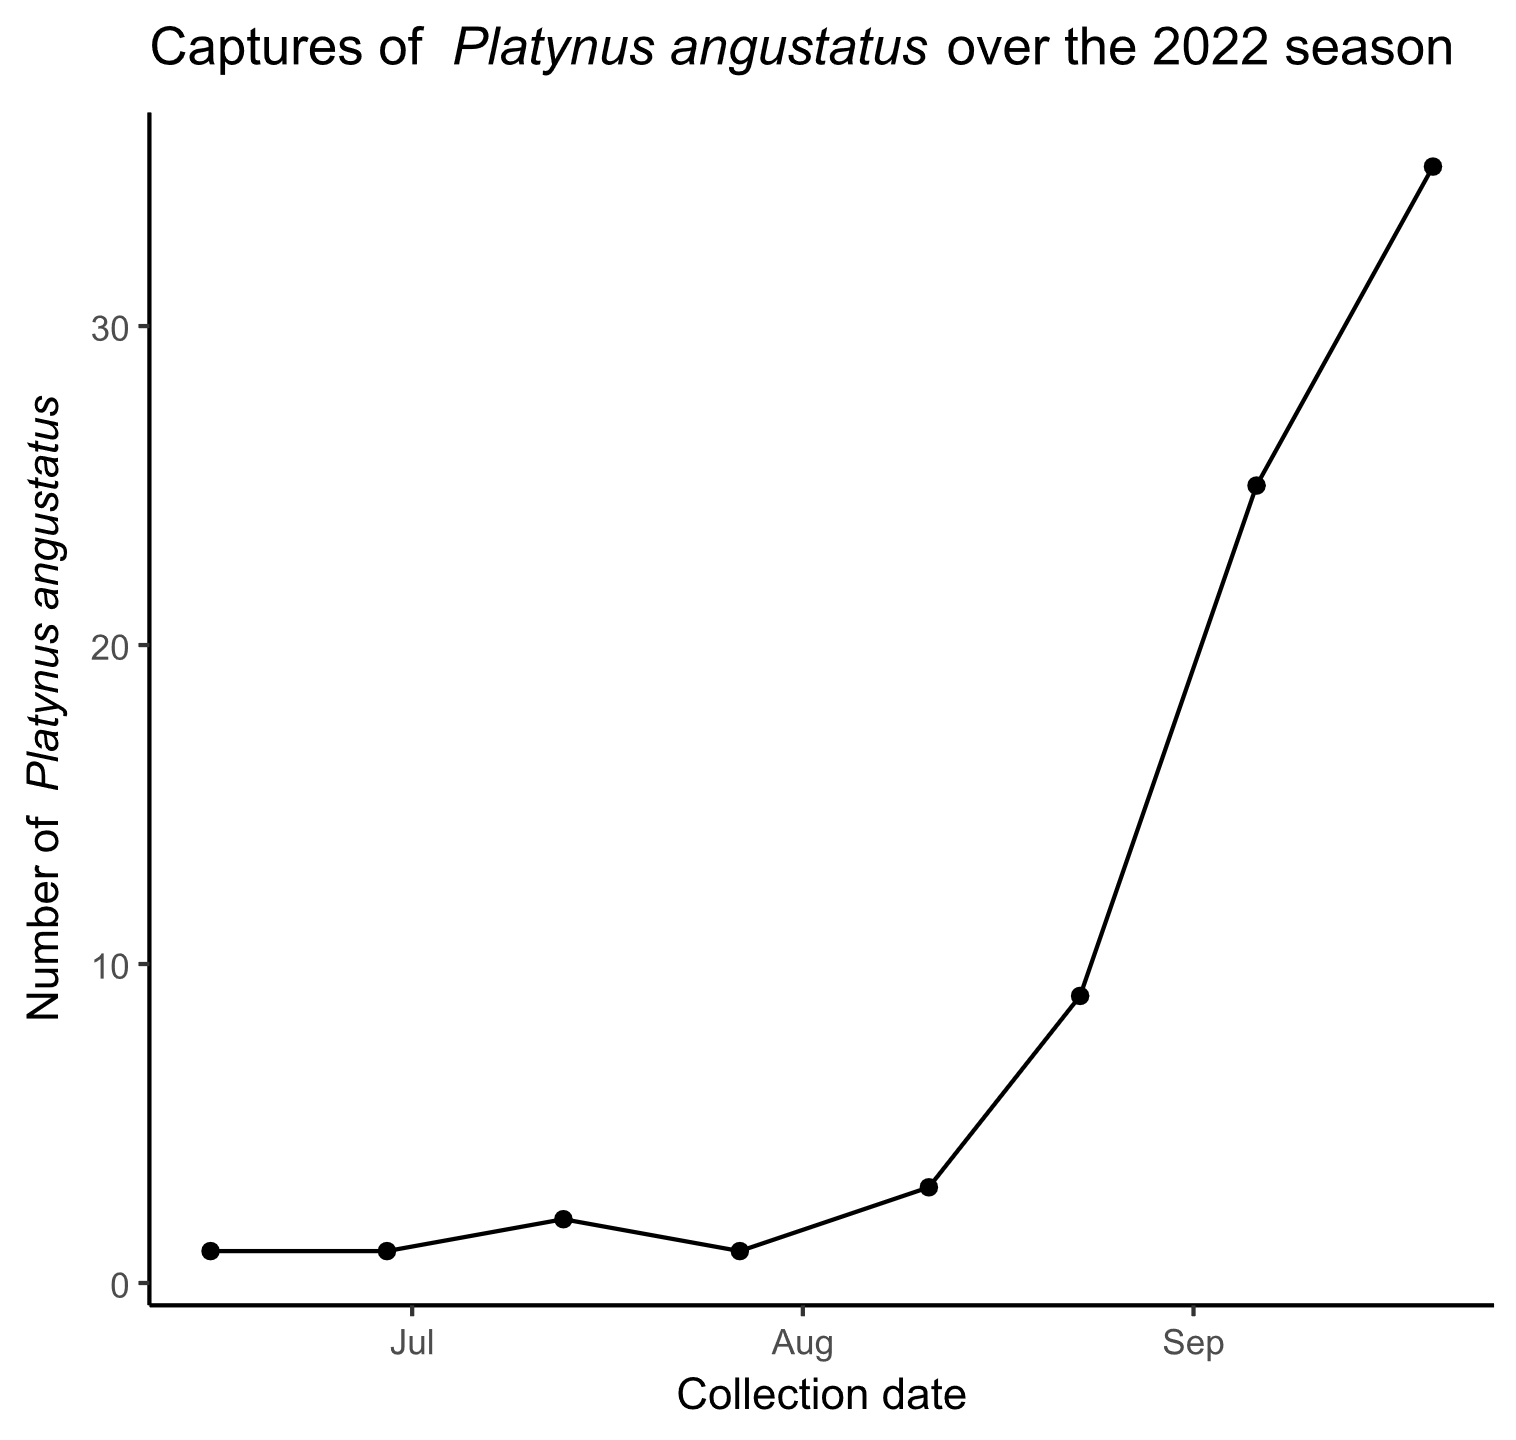 Captures of Platynus angustatus over the 2022 season
Number of Platynus angustatus
30
20
10
0
Jul Aug Sep
Collection date